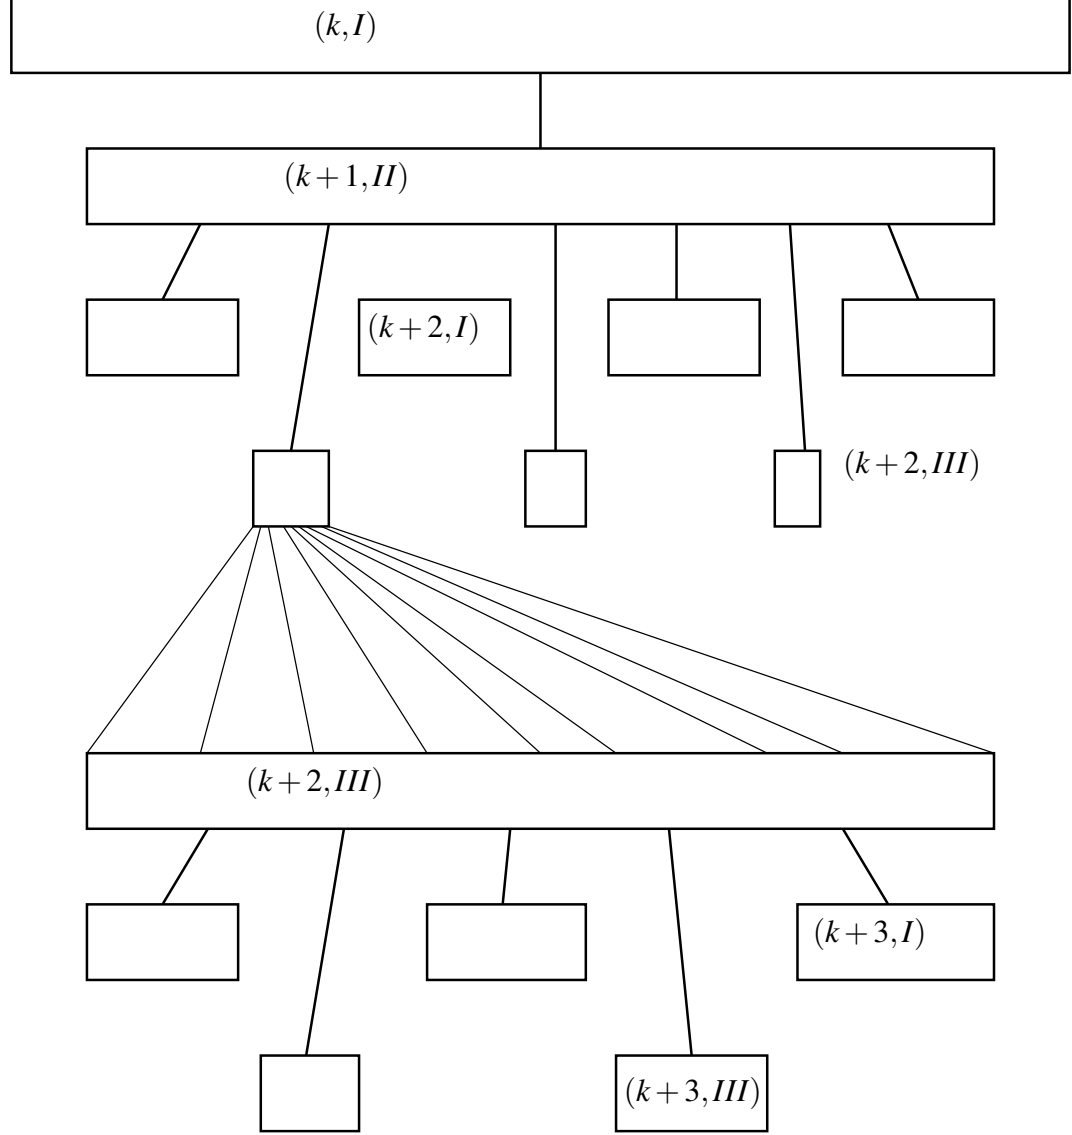 (k, I)
(k + 1, II)
(k + 2, I)
(k + 2, III)
(k + 2, III)
(k + 3, I)
(k + 3, III)